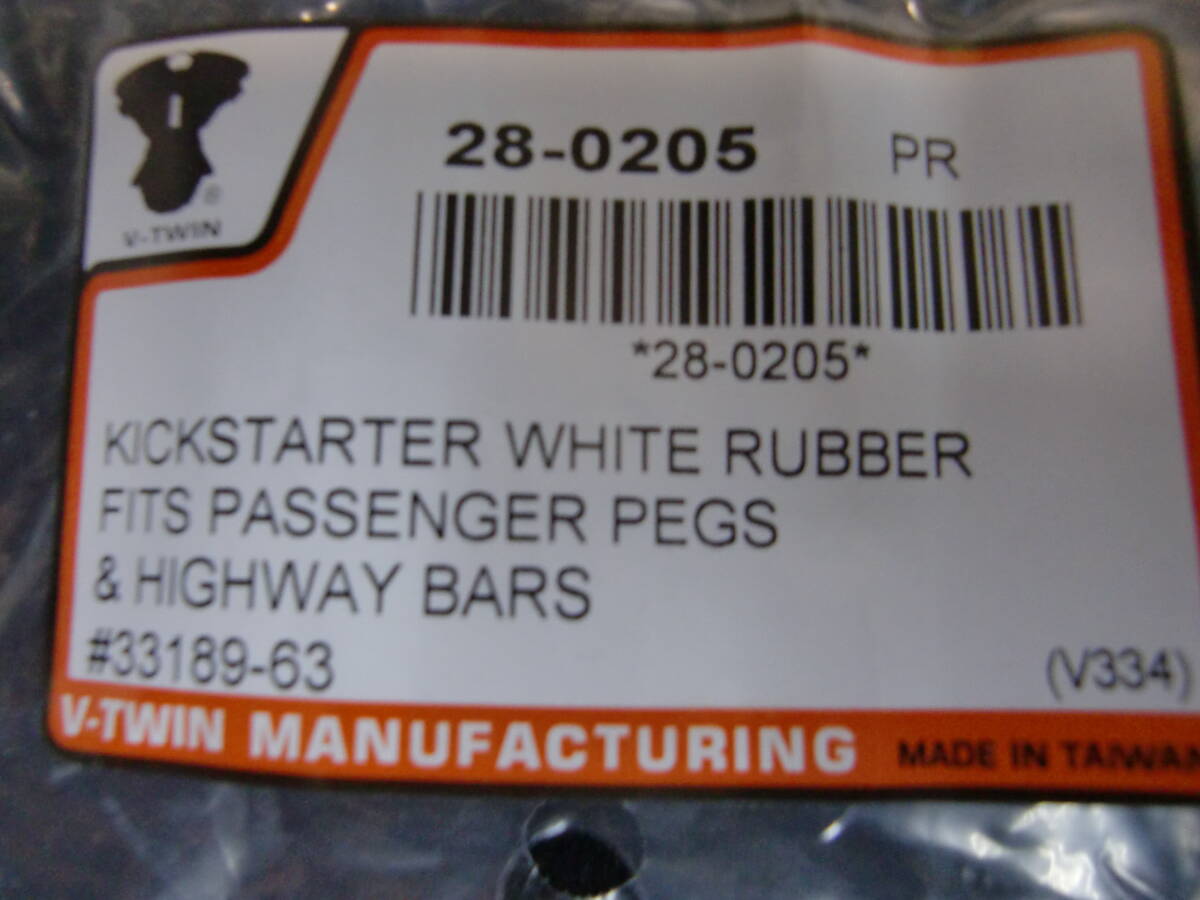 28-0205 PR
®
V-TWIN
*28-0205*
KICKSTARTER WHITE RUBBER
FITS PASSENGER PEGS
& HIGHWAY BARS
#33189-63
(V334)
V-TWIN MANUFACTURING MADE IN TAIWAN